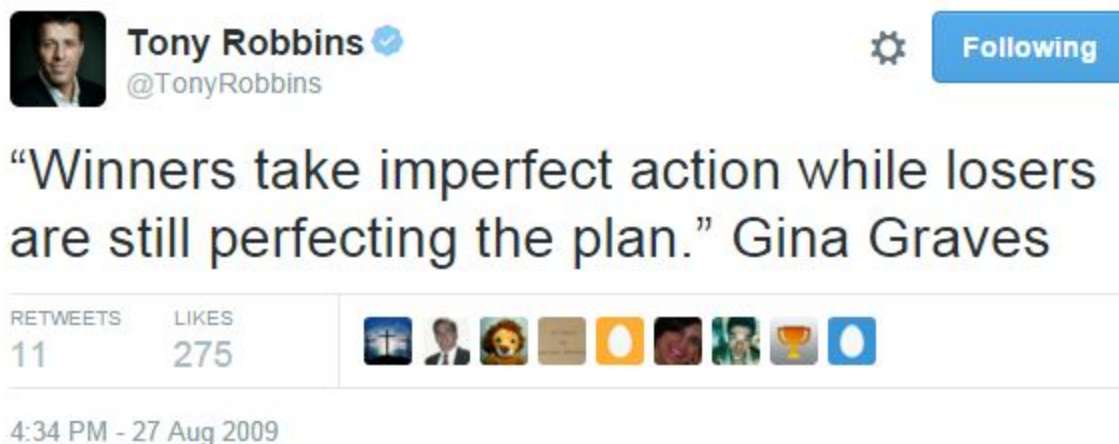 Tony Robbins
@TonyRobbins
Following
“Winners take imperfect action while losers
are still perfecting the plan.” Gina Graves
RETWEETS LIKES
11 275
4:34 PM - 27 Aug 2009